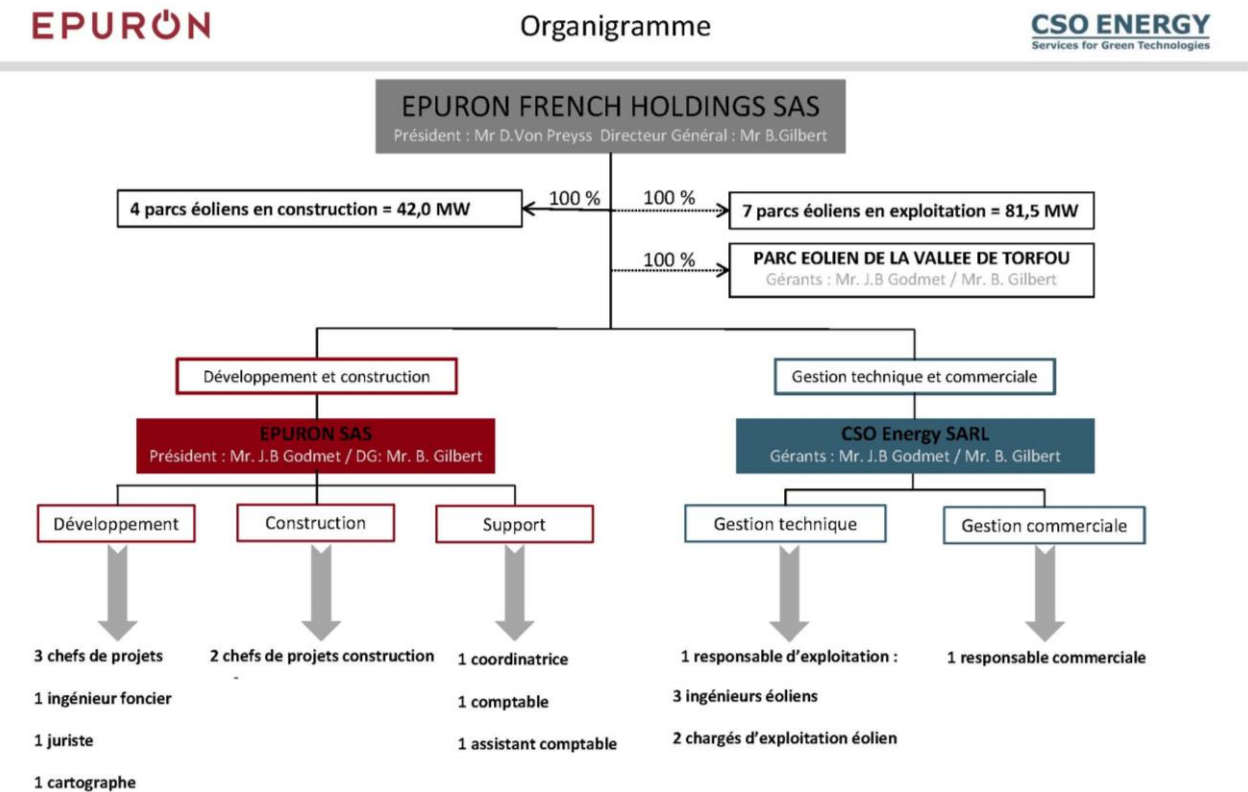 EPURON
Organigramme
CSO ENERGY
Services for Green Technologies
EPURON FRENCH HOLDINGS SAS
Président : Mr D.Von Preyss Directeur Général : Mr B.Gilbert
4 parcs éoliens en construction = 42,0 MW
100 %
100 %
7 parcs éoliens en exploitation = 81,5 MW
100 %
PARC EOLIEN DE LA VALLEE DE TORFOU
Gérants : Mr. J.B Godmet / Mr. B. Gilbert
Développement et construction
Gestion technique et commerciale
EPURON SAS
Président : Mr. J.B Godmet / DG: Mr. B. Gilbert
CSO Energy SARL
Gérants : Mr. J.B Godmet / Mr. B. Gilbert
Développement
Construction
Support
Gestion technique
Gestion commerciale
3 chefs de projets
1 ingénieur foncier
1 juriste
1 cartographe
2 chefs de projets construction
1 coordinatrice
1 comptable
1 assistant comptable
1 responsable d'exploitation :
3 ingénieurs éoliens
2 chargés d'exploitation éolien
1 responsable commerciale